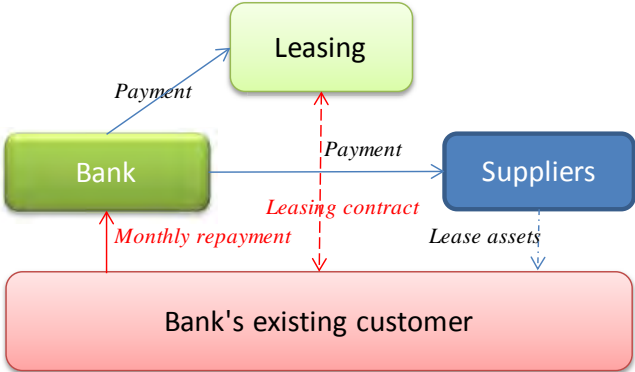 Leasing
Payment
Payment
Bank
Suppliers
Leasing contract
Monthly repayment
Lease assets
Bank's existing customer